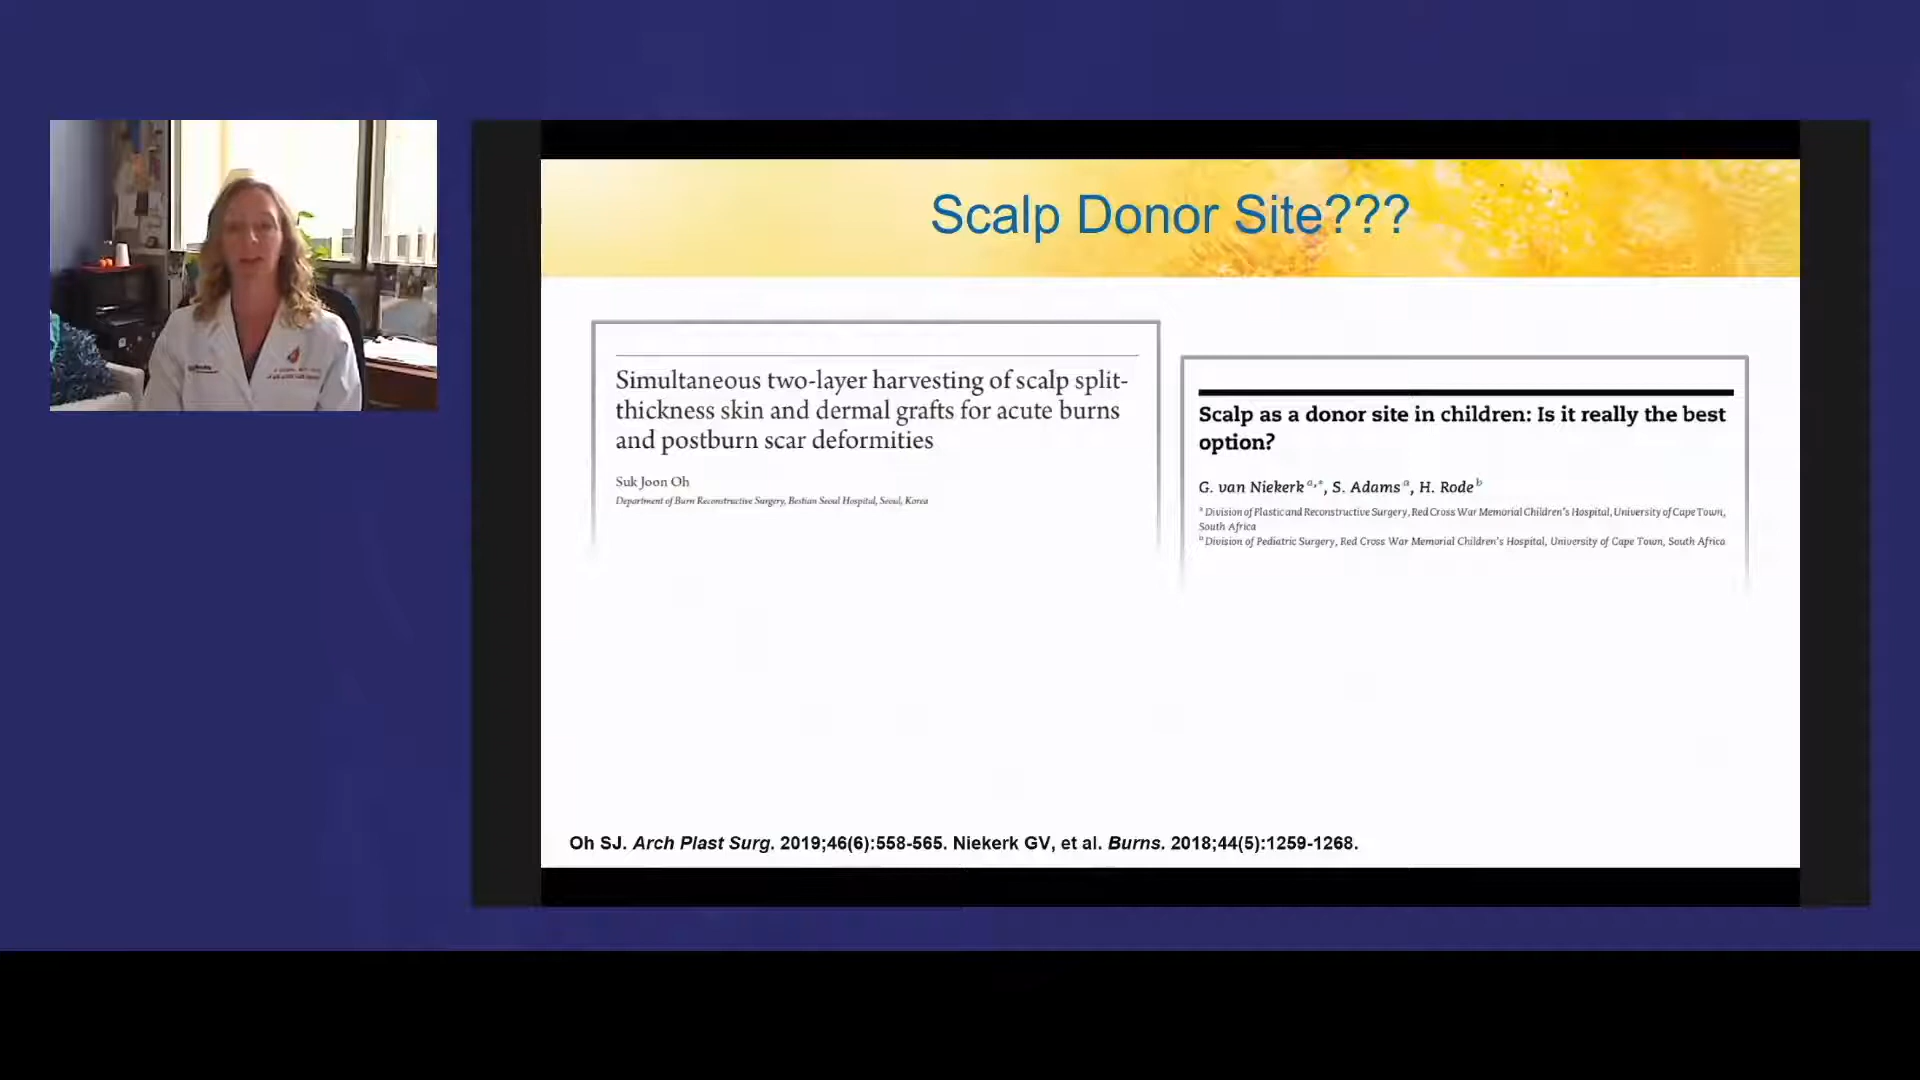 Scalp Donor Site???
Simultaneous two-layer harvesting of scalp split-
thickness skin and dermal grafts for acute burns
and postburn scar deformities
Suk Joon Oh
Department of Burn Reconstructive Surgery, Bestian Seoul Hospital, Seoul, Korea
Scalp as a donor site in children: Is it really the best
option?
G. van Niekerk a,*, S. Adams a, H. Rode b
a Division of Plastic and Reconstructive Surgery, Red Cross War Memorial Children's Hospital, University of Cape Town,
South Africa
b Division of Pediatric Surgery, Red Cross War Memorial Children's Hospital, University of Cape Town, South Africa
Oh SJ. Arch Plast Surg. 2019;46(6):558-565. Niekerk GV, et al. Burns. 2018;44(5):1259-1268.